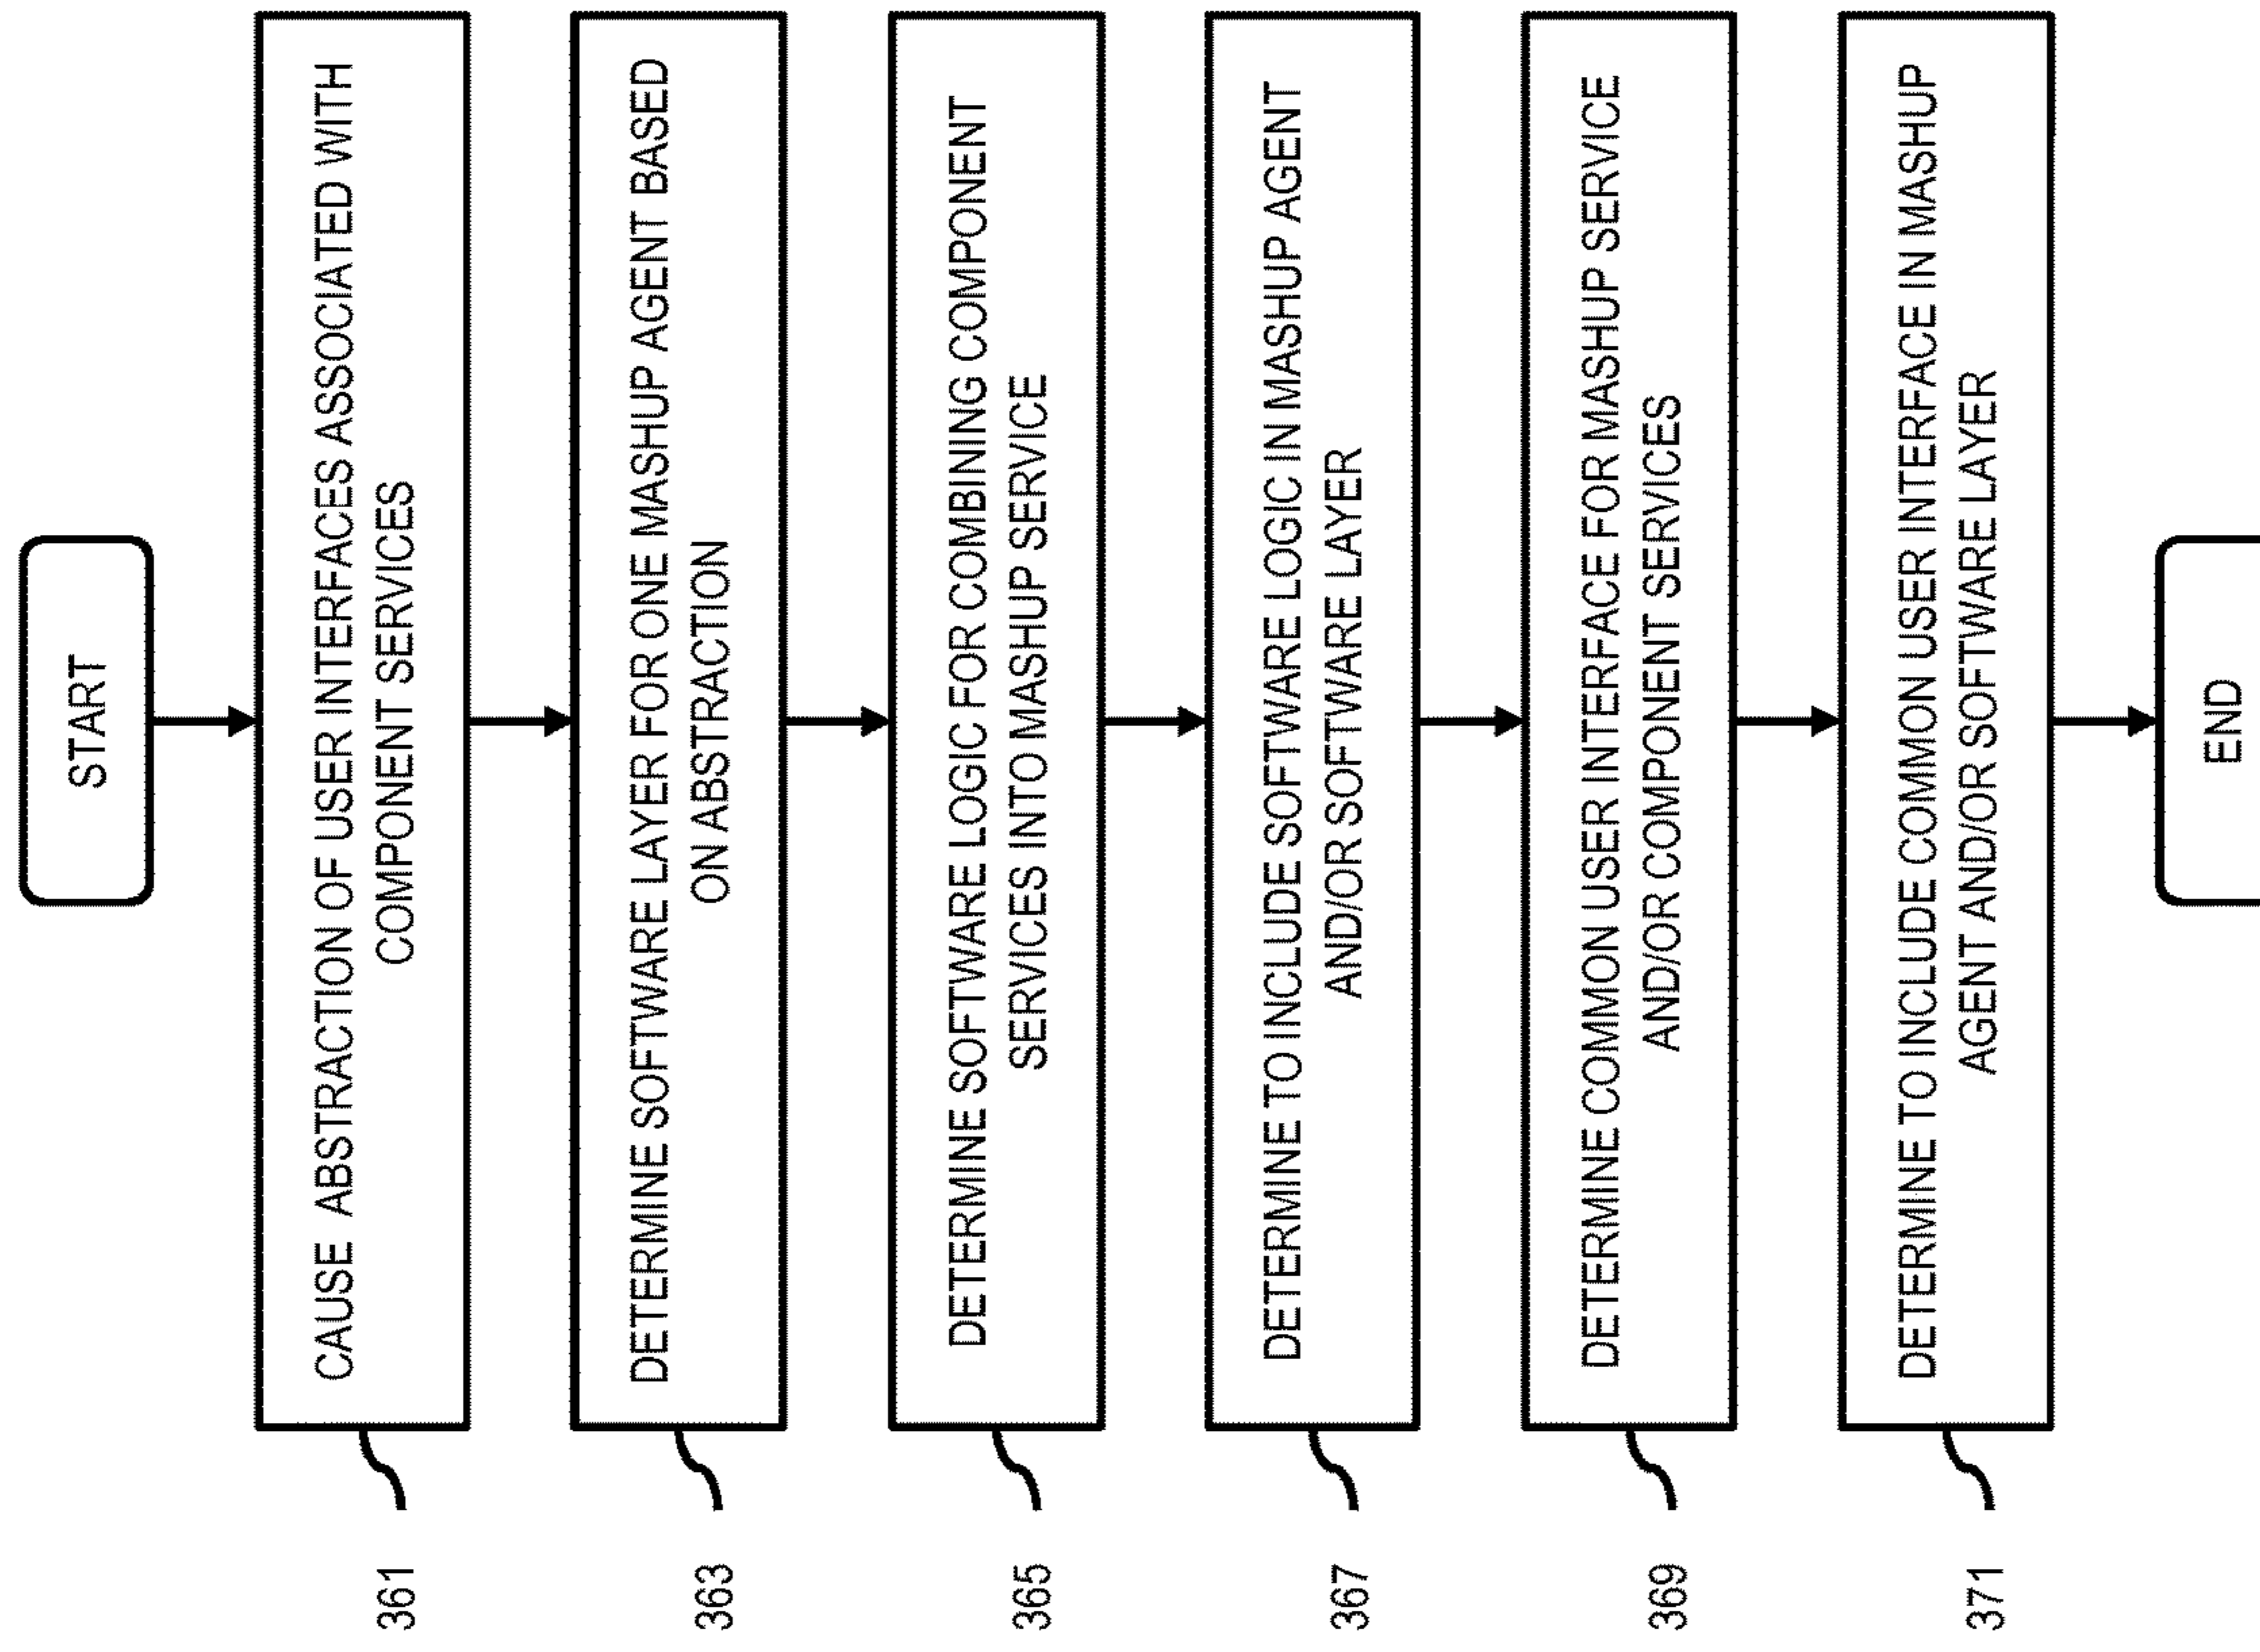 START
361
CAUSE ABSTRACTION OF USER INTERFACES ASSOCIATED WITH
COMPONENT SERVICES
363
DETERMINE SOFTWARE LAYER FOR ONE MASHUP AGENT BASED
ON ABSTRACTION
365
DETERMINE SOFTWARE LOGIC FOR COMBINING COMPONENT
SERVICES INTO MASHUP SERVICE
367
DETERMINE TO INCLUDE SOFTWARE LOGIC IN MASHUP AGENT
AND/OR SOFTWARE LAYER
369
DETERMINE COMMON USER INTERFACE FOR MASHUP SERVICE
AND/OR COMPONENT SERVICES
371
DETERMINE TO INCLUDE COMMON USER INTERFACE IN MASHUP
AGENT AND/OR SOFTWARE LAYER
END